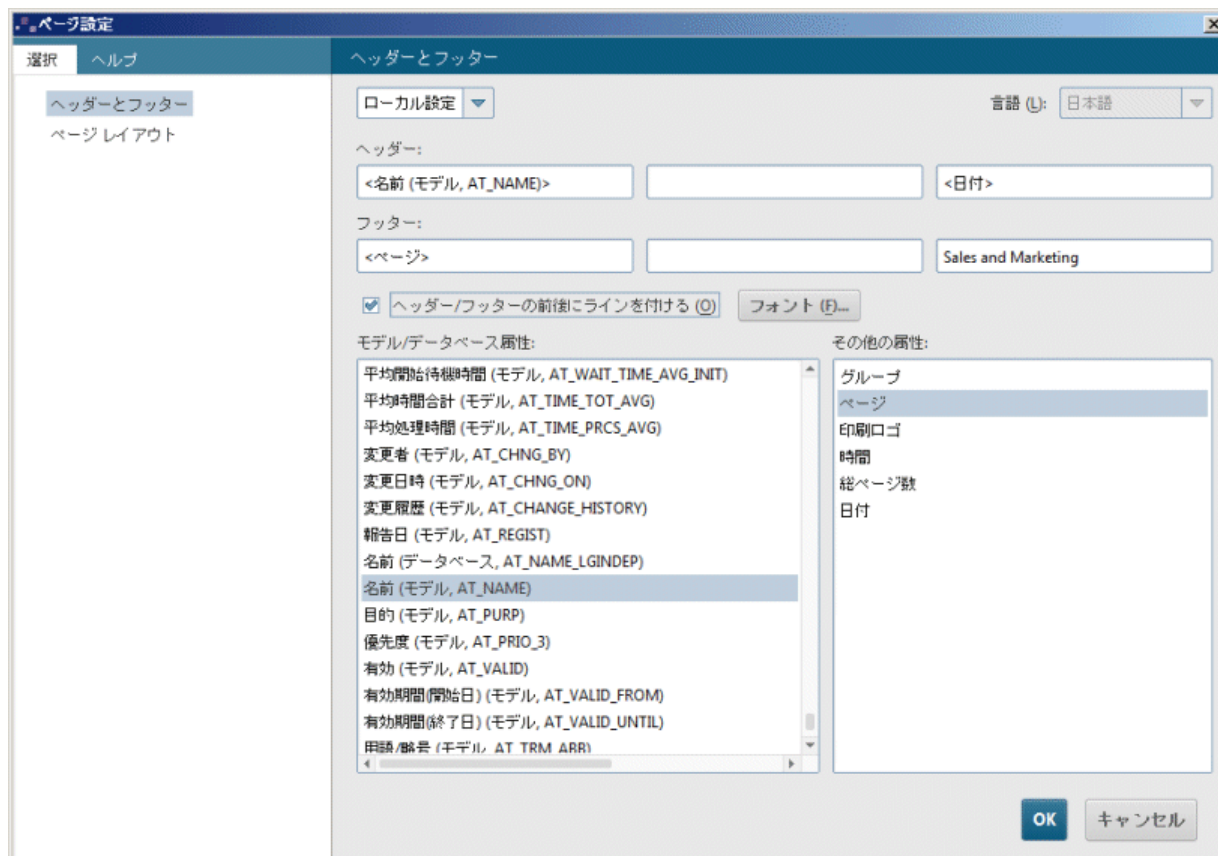 ページ設定
選択 ヘルプ
ヘッダーとフッター
ページ レイアウト
ヘッダーとフッター
ローカル設定
言語 (L): 日本語
ヘッダー:
<名前 (モデル, AT_NAME)> <日付>
フッター:
<ページ> Sales and Marketing
ヘッダー/フッターの前後にラインを付ける (O) フォント (F)...
モデル/データベース属性:
平均開始待機時間 (モデル, AT_WAIT_TIME_AVG_INIT)
平均時間合計 (モデル, AT_TIME_TOT_AVG)
平均処理時間 (モデル, AT_TIME_PRCS_AVG)
変更者 (モデル, AT_CHNG_BY)
変更日時 (モデル, AT_CHNG_ON)
変更履歴 (モデル, AT_CHANGE_HISTORY)
報告日 (モデル, AT_REGIST)
名前 (データベース, AT_NAME_LGINDEP)
名前 (モデル, AT_NAME)
目的 (モデル, AT_PURP)
優先度 (モデル, AT_PRIO_3)
有効 (モデル, AT_VALID)
有効期間(開始日) (モデル, AT_VALID_FROM)
有効期間(終了日) (モデル, AT_VALID_UNTIL)
用語/略号 (モデル, AT_TRM_ABB)
その他の属性:
グループ
ページ
印刷ロゴ
時間
総ページ数
日付
OK キャンセル